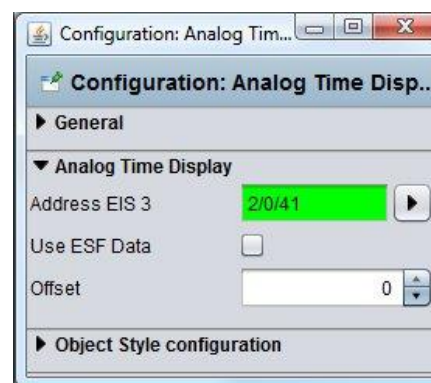 Configuration: Analog Tim...
Configuration: Analog Time Disp..
General
Analog Time Display
Address EIS 3 2/0/41
Use ESF Data
Offset 0
Object Style configuration